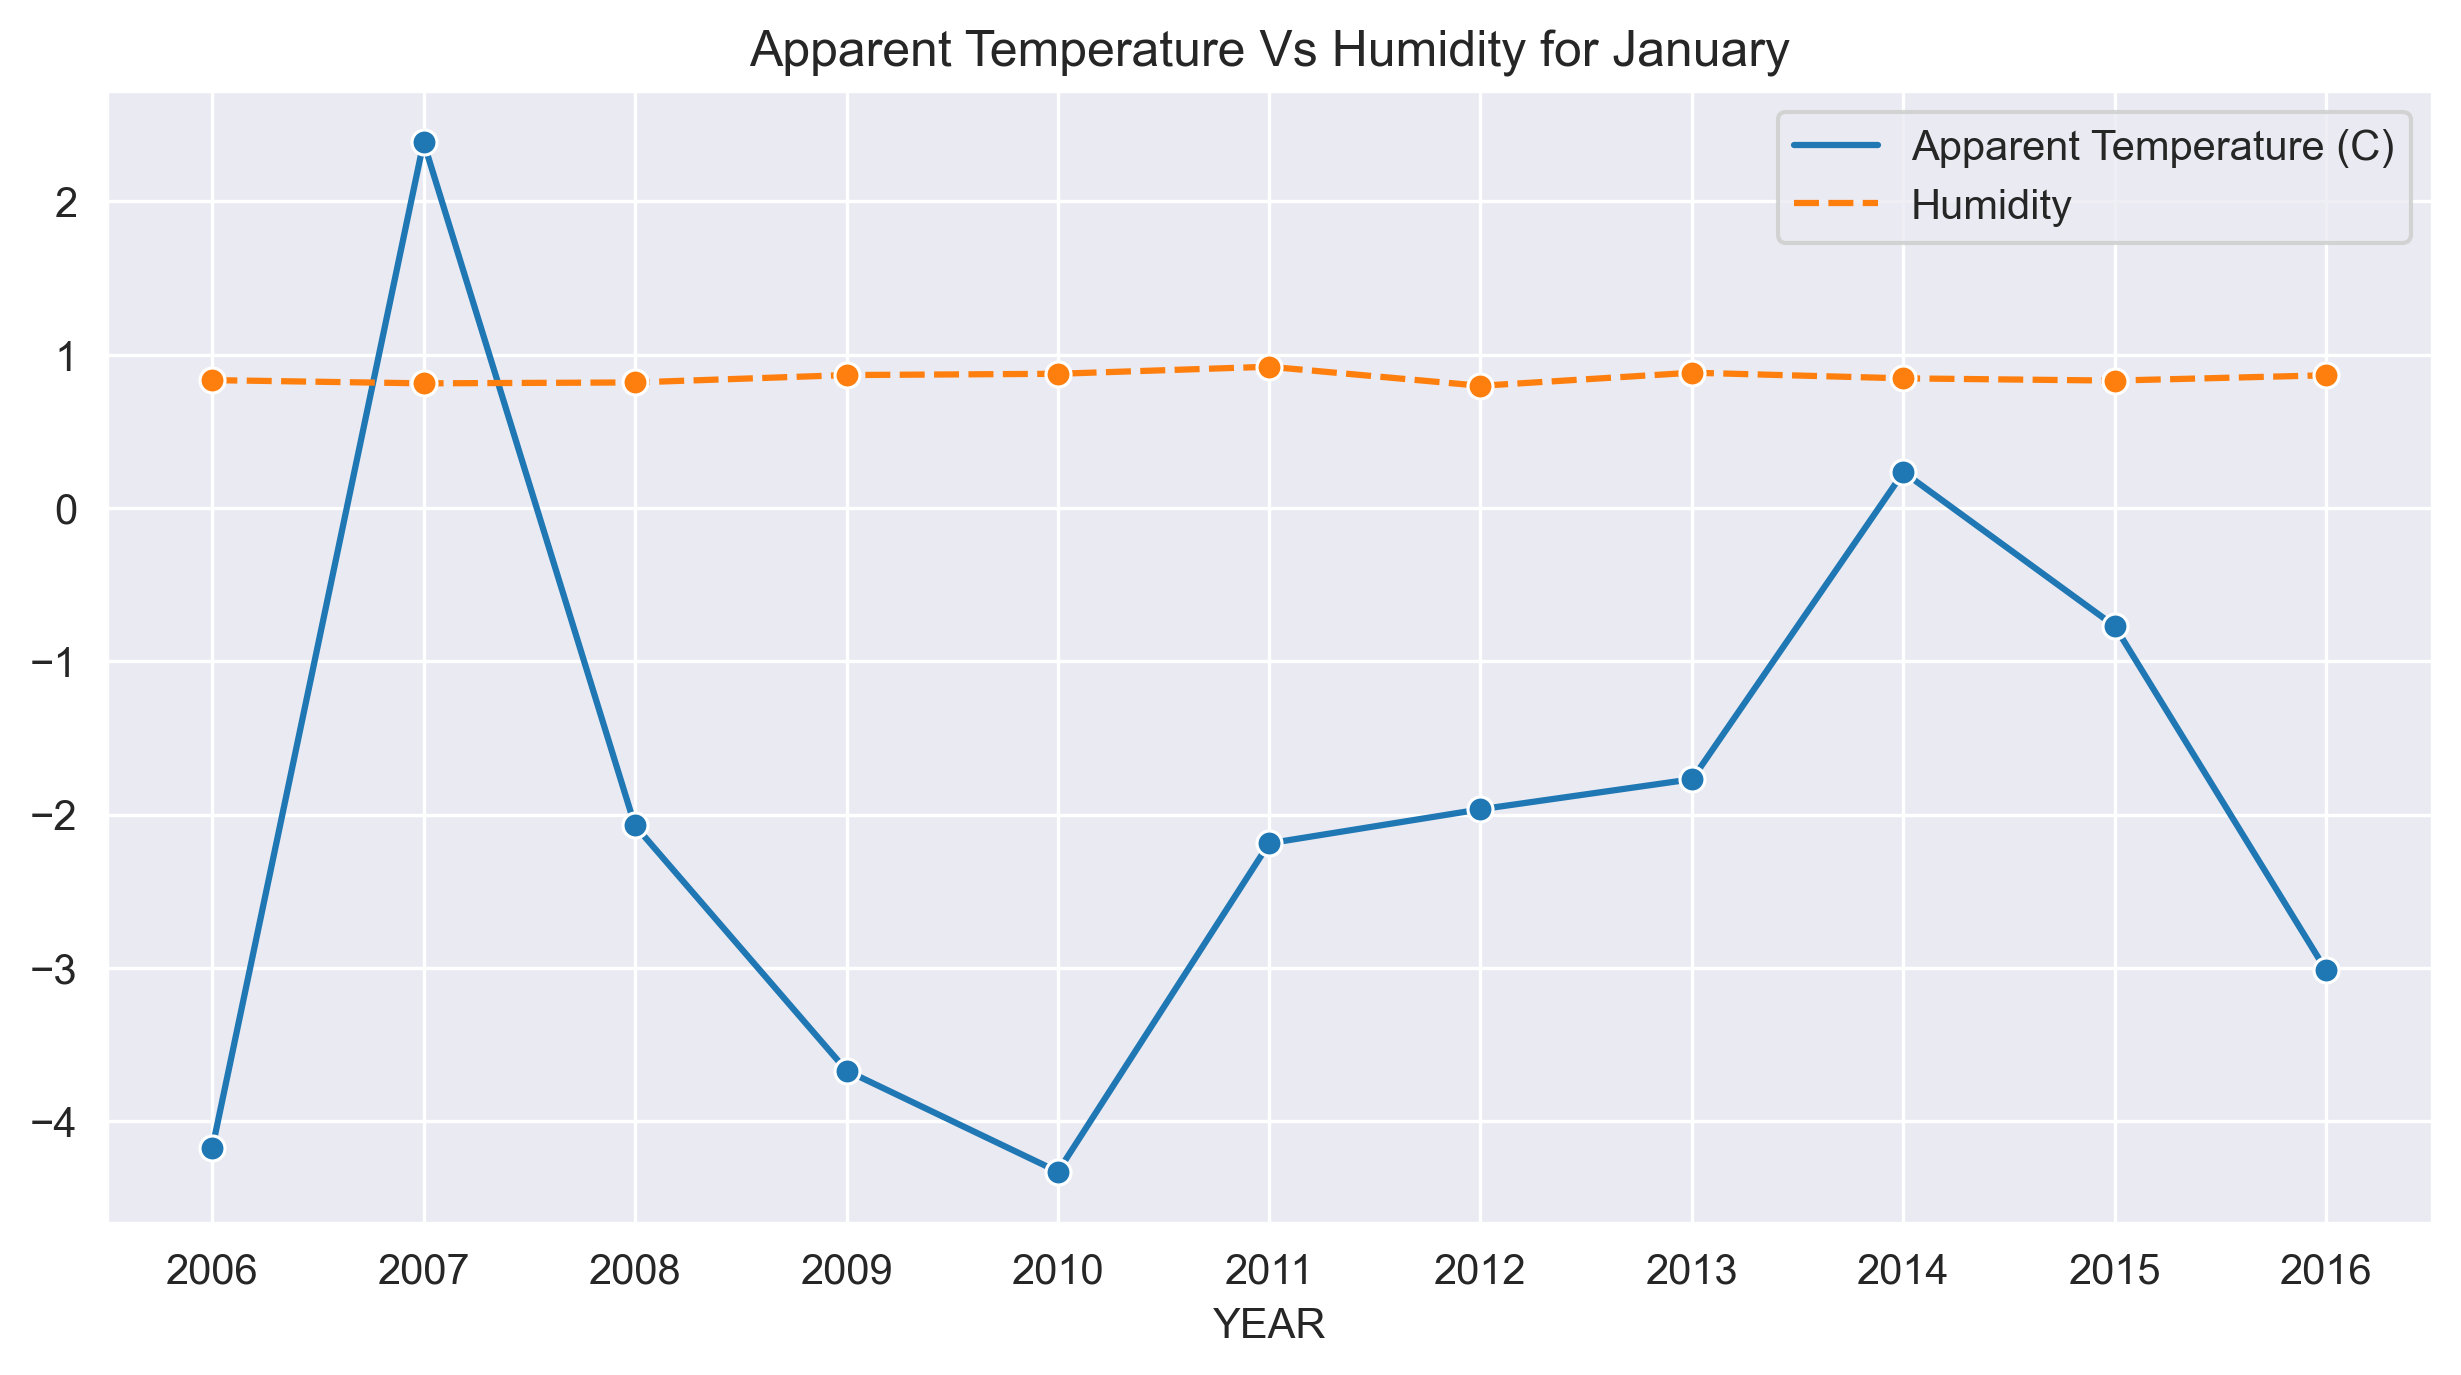 Apparent Temperature Vs Humidity for January
Apparent Temperature (C)
Humidity
2
1
0
−1
−2
−3
−4
2006 2007 2008 2009 2010 2011 2012 2013 2014 2015 2016
YEAR